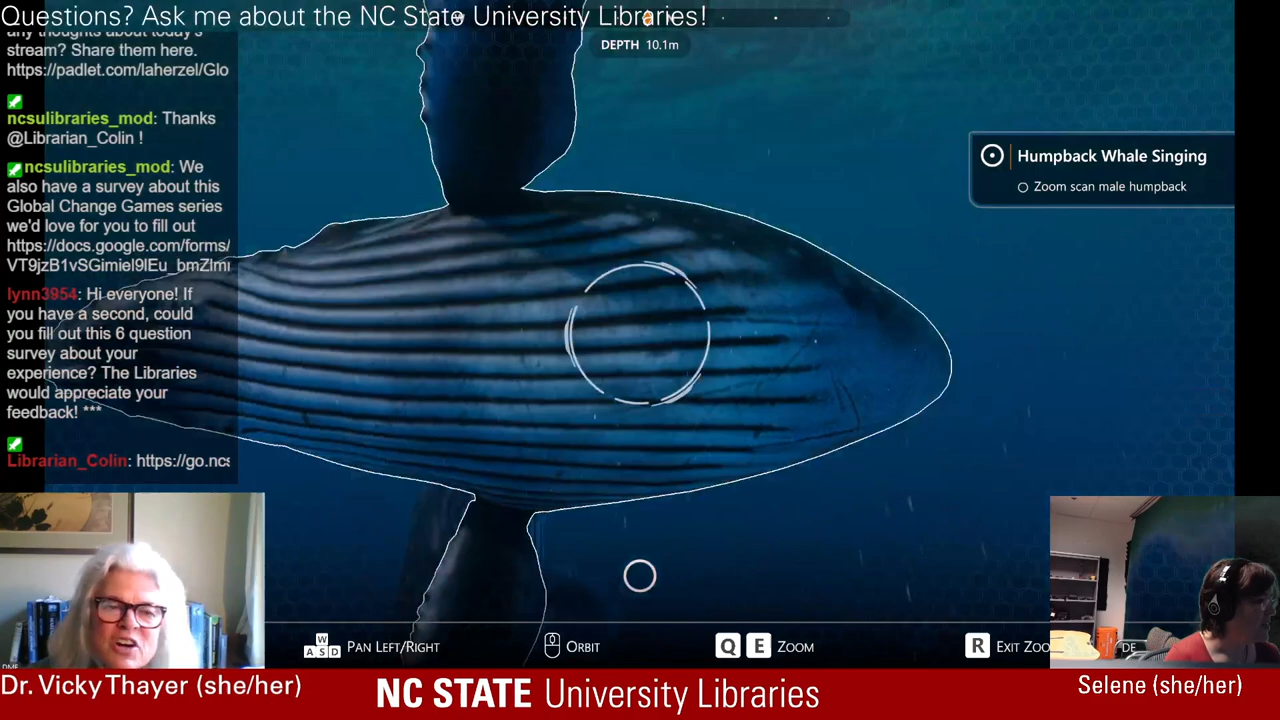 Questions? Ask me about the NC State University Libraries!
DEPTH 10.1m
any thoughts about today's
stream? Share them here.
https://padlet.com/laherzel/Glo
ncsulibraries_mod: Thanks
@Librarian_Colin !
ncsulibraries_mod: We
also have a survey about this
Global Change Games series
we'd love for you to fill out
https://docs.google.com/forms/
lynn3954: Hi everyone! If
you have a second, could
you fill out this 6 question
survey about your
experience? The Libraries
would appreciate your
feedback! ***
Librarian_Colin: https://go.ncs
Humpback Whale Singing
Zoom scan male humpback
W
A S D PAN LEFT/RIGHT
ORBIT
Q E ZOOM
R EXIT ZOO
DE
Dr. Vicky Thayer (she/her)
NC STATE University Libraries
Selene (she/her)